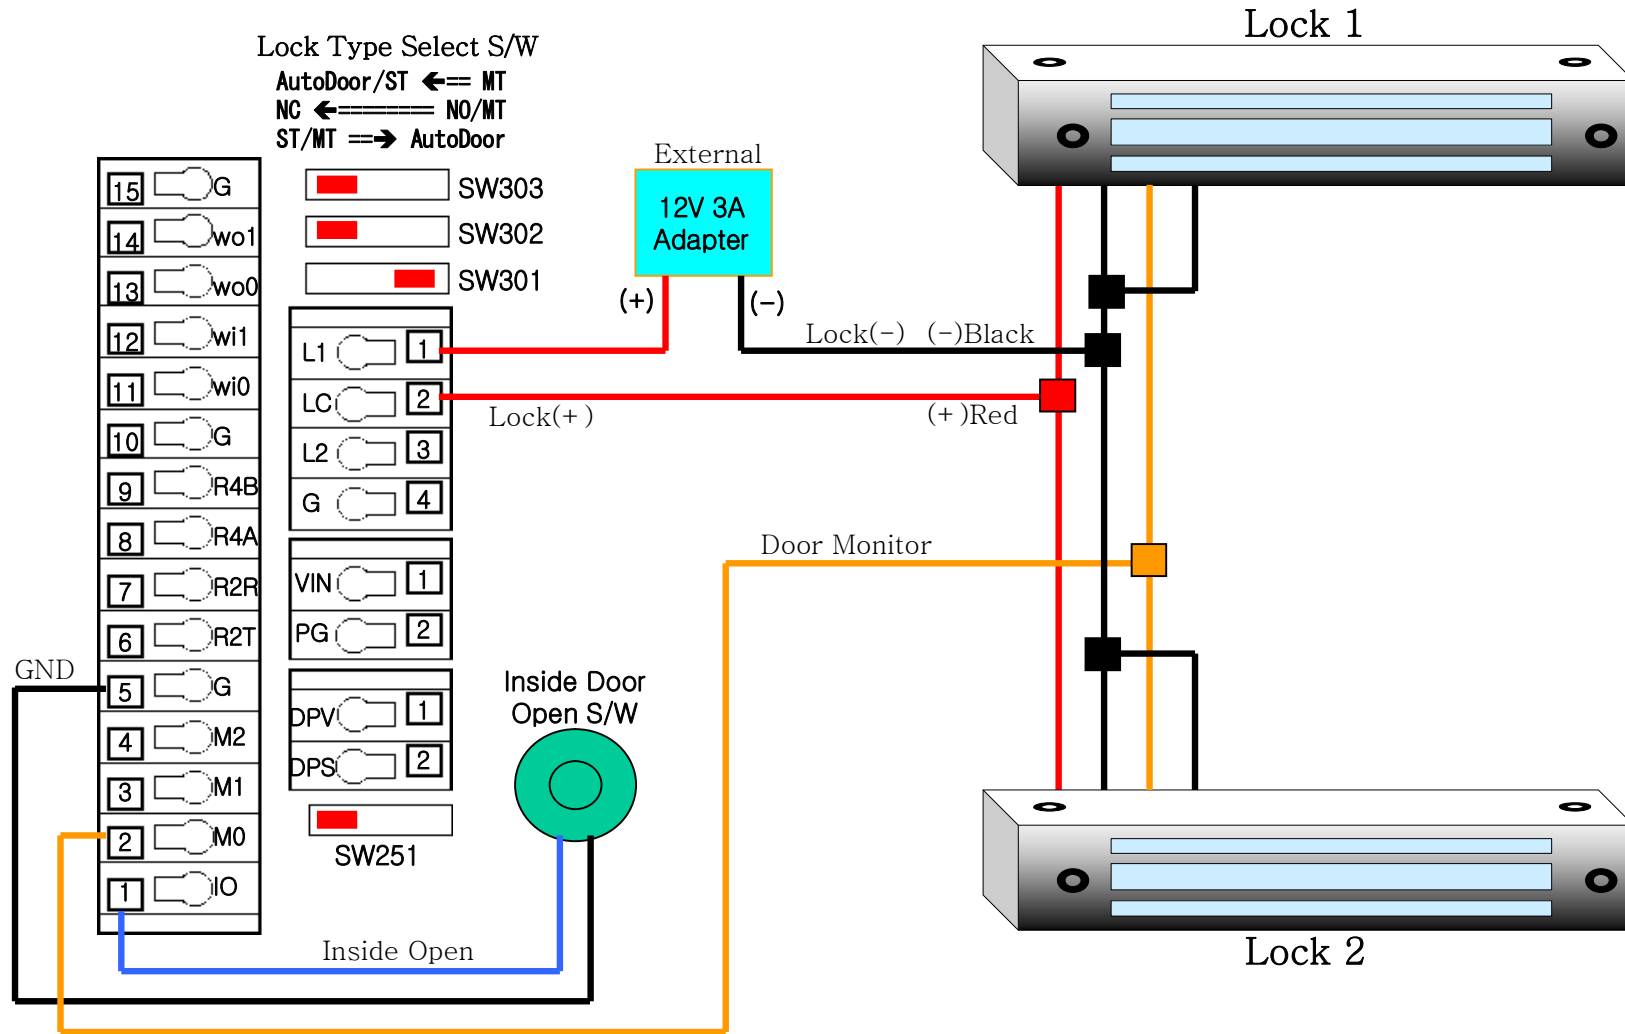 Lock 1
Lock Type Select S/W
AutoDoor/ST 🡸== MT
NC 🡸======== NO/MT
ST/MT ==🡺 AutoDoor
SW303
SW302
SW301
External
12V 3A
Adapter
(+)
(-)
Lock(-) (-)Black
Lock(+)
(+)Red
15 G
14 wo1
13 wo0
12 wi1
11 wi0
10 G
9 R4B
8 R4A
7 R2R
6 R2T
5 G
4 M2
3 M1
2 M0
1 IO
L1 1
LC 2
L2 3
G 4
VIN 1
PG 2
DPV 1
DPS 2
SW251
Door Monitor
GND
Inside Door
Open S/W
Inside Open
Lock 2